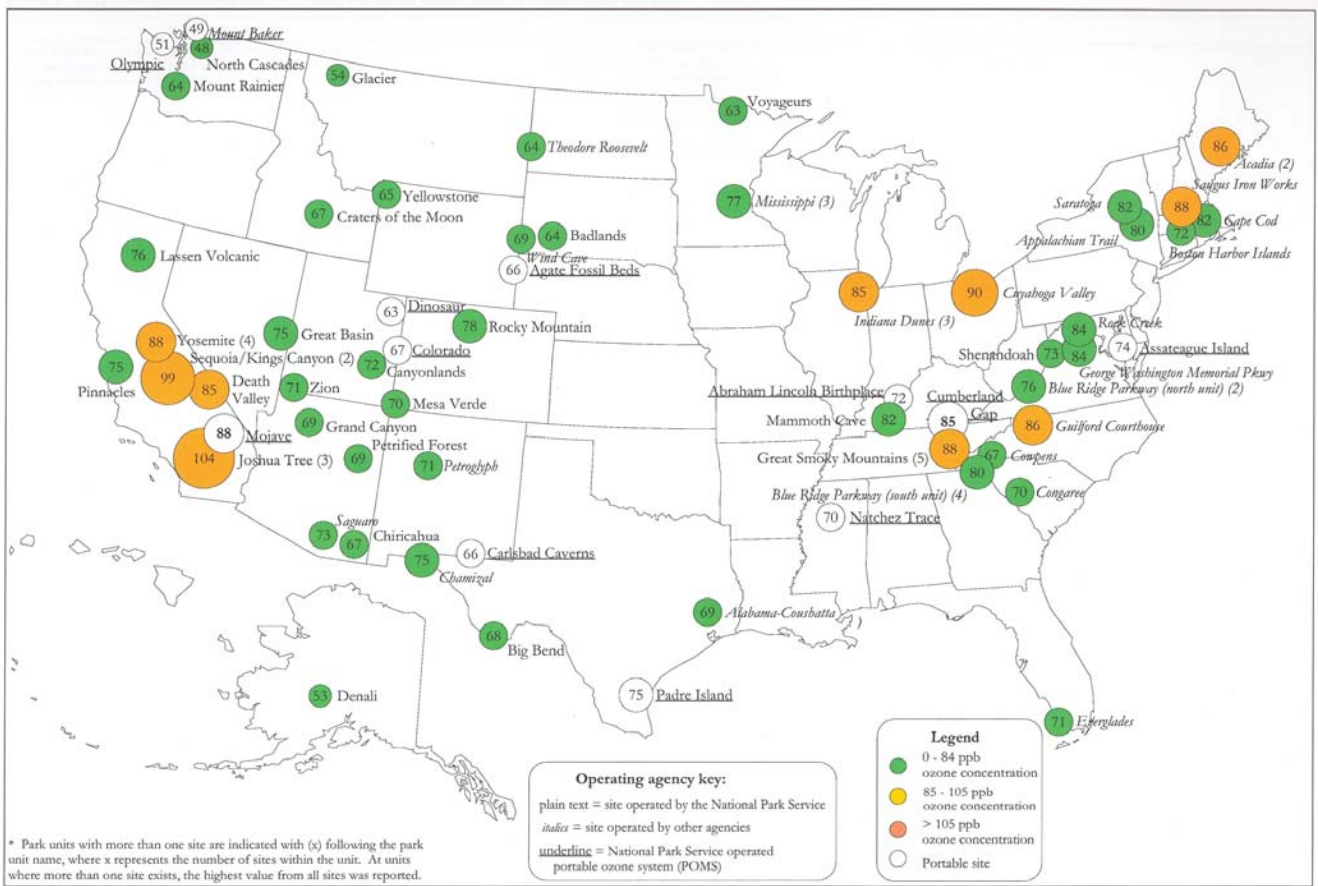 49
Mount Baker
51
48
Olympic
North Cascades
64
Mount Rainier
54
Glacier
63
Voyageurs
64
Theodore Roosevelt
86
Acadia (2)
65
Yellowstone
67
Craters of the Moon
77
Mississippi (3)
Saugus Iron Works
88
Saratoga
82
82
Cape Cod
80
72
Appalachian Trail
Boston Harbor Islands
69
64
Badlands
Wind Cave
66
Agate Fossil Beds
76
Lassen Volcanic
85
Indiana Dunes (3)
90
Cuyahoga Valley
63
Dinosaur
78
Rocky Mountain
75
Great Basin
67
Colorado
72
Canyonlands
88
Yosemite (4)
Sequoia/Kings Canyon (2)
99
75
Pinnacles
85
Death
Valley
71
Zion
70
Mesa Verde
84
Rock Creek
Shenandoah
73
84
74
Assateague Island
George Washington Memorial Pkwy
76
Blue Ridge Parkway (north unit) (2)
Abraham Lincoln Birthplace
72
Cumberland
Gap
85
Mammoth Cave
82
86
Guilford Courthouse
69
Grand Canyon
88
Mojave
104
Joshua Tree (3)
Petrified Forest
69
71
Petroglyph
Great Smoky Mountains (5)
88
67
Cowpens
80
Blue Ridge Parkway (south unit) (4)
70
Congaree
70
Natchez Trace
Saguaro
73
67
Chiricahua
75
Chamizal
66
Carlsbad Caverns
69
Alabama-Coushatta
68
Big Bend
53
Denali
75
Padre Island
71
Everglades
Operating agency key:
plain text = site operated by the National Park Service
italics = site operated by other agencies
underline = National Park Service operated
portable ozone system (POMS)
Legend
0 - 84 ppb
ozone concentration
85 - 105 ppb
ozone concentration
> 105 ppb
ozone concentration
Portable site
* Park units with more than one site are indicated with (x) following the park
unit name, where x represents the number of sites within the unit. At units
where more than one site exists, the highest value from all sites was reported.